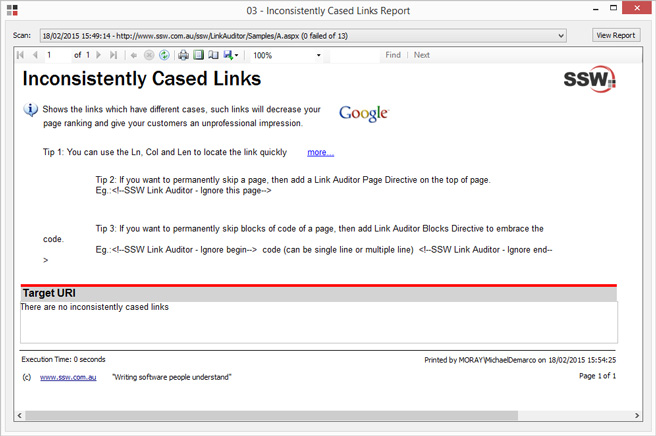 03 - Inconsistently Cased Links Report
Scan: 18/02/2015 15:49:14 - http://www.ssw.com.au/ssw/LinkAuditor/Samples/A.aspx (0 failed of 13) View Report
1 of 1 100% Find | Next
Inconsistently Cased Links
SSW
Shows the links which have different cases, such links will decrease your
page ranking and give your customers an unprofessional impression.
Google
Tip 1: You can use the Ln, Col and Len to locate the link quickly more...
Tip 2: If you want to permanently skip a page, then add a Link Auditor Page Directive on the top of page.
Eg.:<!--SSW Link Auditor - Ignore this page-->
Tip 3: If you want to permanently skip blocks of code of a page, then add Link Auditor Blocks Directive to embrace the
code.
Eg.:<!--SSW Link Auditor - Ignore begin--> code (can be single line or multiple line) <!--SSW Link Auditor - Ignore end--
>
Target URI
There are no inconsistently cased links
Execution Time: 0 seconds Printed by MORAY\MichaelDemarco on 18/02/2015 15:54:25
(c) www.ssw.com.au "Writing software people understand" Page 1 of 1